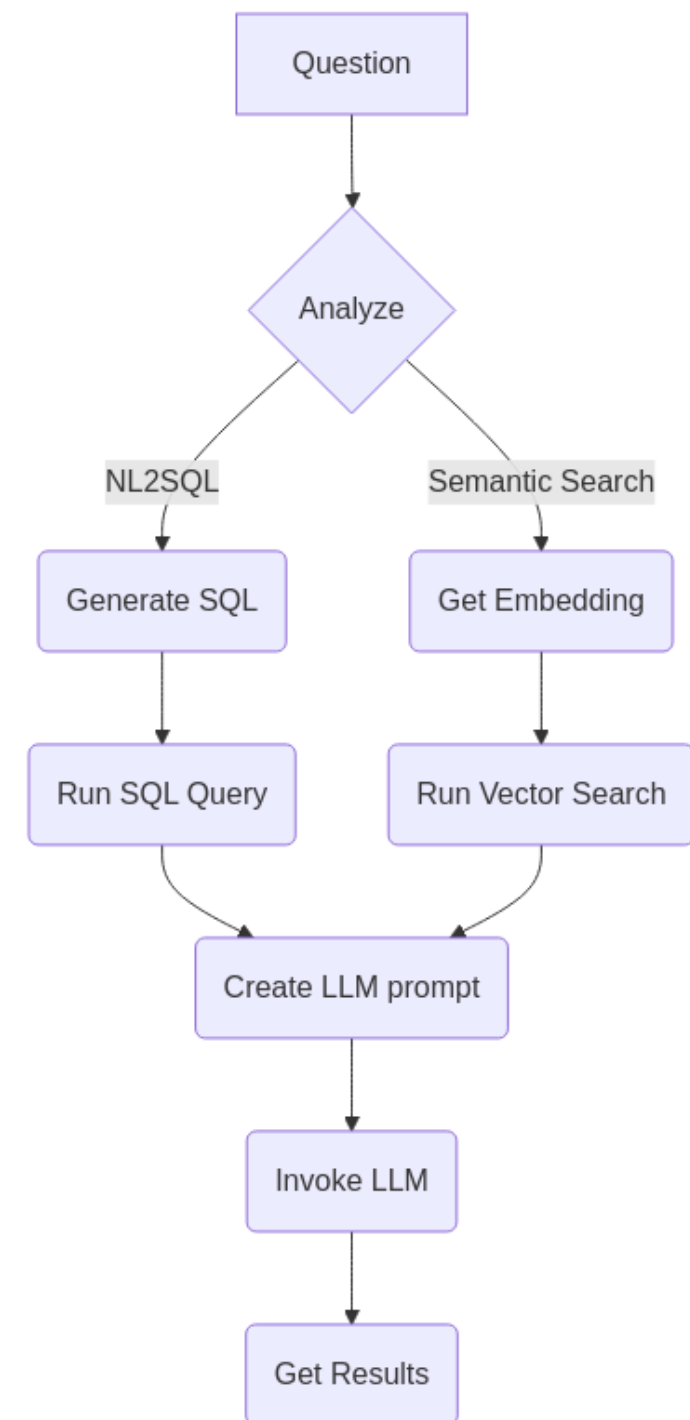 Question
Analyze
NL2SQL
Semantic Search
Generate SQL
Get Embedding
Run SQL Query
Run Vector Search
Create LLM prompt
Invoke LLM
Get Results